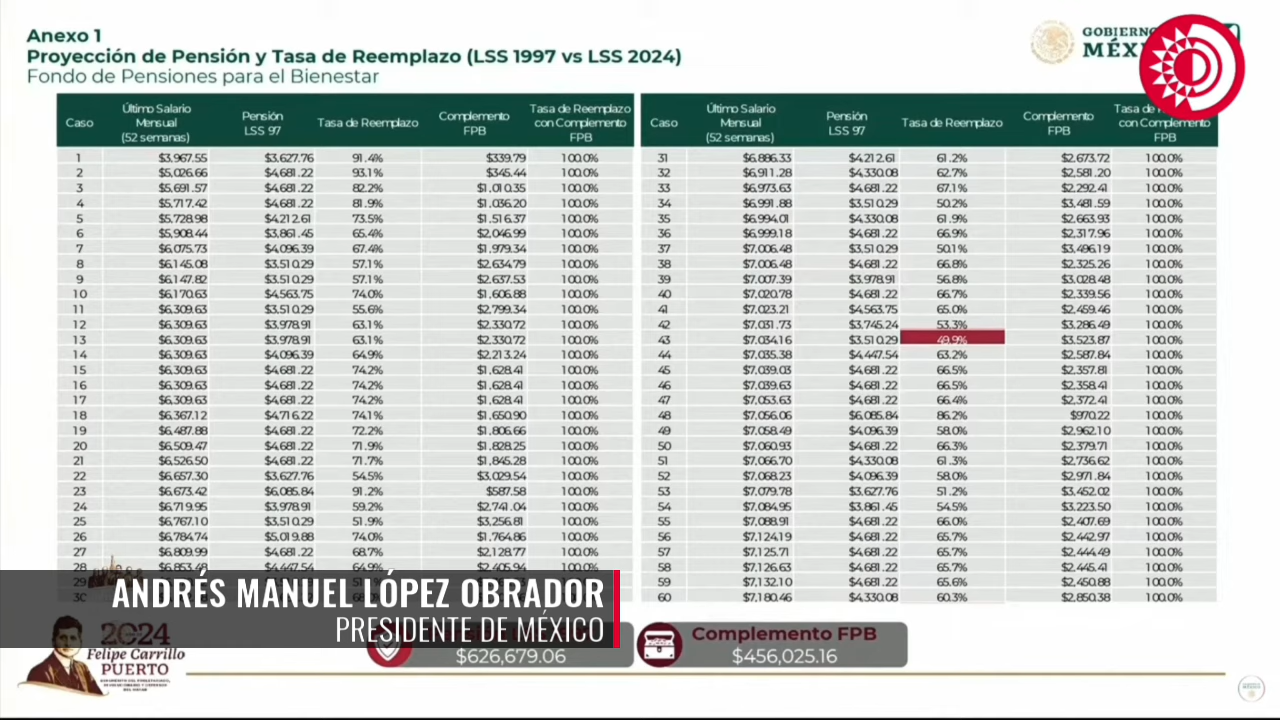 Anexo 1
Proyección de Pensión y Tasa de Reemplazo (LSS 1997 vs LSS 2024)
Fondo de Pensiones para el Bienestar
GOBIERNO
Caso Último Salario Mensual (52 semanas) Pensión LSS 97 Tasa de Reemplazo Complemento FPB Tasa de Reemplazo con Complemento FPB
1 $3,967.55 $3,627.76 91.4% $339.79 100.0%
2 $5,026.66 $4,681.22 93.1% $345.44 100.0%
3 $5,691.57 $4,681.22 82.2% $1,010.35 100.0%
4 $5,717.42 $4,681.22 81.9% $1,036.20 100.0%
5 $5,728.98 $4,212.61 73.5% $1,516.37 100.0%
6 $5,908.44 $3,861.45 65.4% $2,046.99 100.0%
7 $6,075.73 $4,096.39 67.4% $1,979.34 100.0%
8 $6,145.08 $3,510.29 57.1% $2,634.79 100.0%
9 $6,147.82 $3,510.29 57.1% $2,637.53 100.0%
10 $6,170.63 $4,563.75 74.0% $1,606.88 100.0%
11 $6,309.63 $3,510.29 55.6% $2,799.34 100.0%
12 $6,309.63 $3,978.91 63.1% $2,330.72 100.0%
13 $6,309.63 $3,978.91 63.1% $2,330.72 100.0%
14 $6,309.63 $4,096.39 64.9% $2,213.24 100.0%
15 $6,309.63 $4,681.22 74.2% $1,628.41 100.0%
16 $6,309.63 $4,681.22 74.2% $1,628.41 100.0%
17 $6,309.63 $4,681.22 74.2% $1,628.41 100.0%
18 $6,367.12 $4,716.22 74.1% $1,650.90 100.0%
19 $6,487.88 $4,681.22 72.2% $1,806.66 100.0%
20 $6,509.47 $4,681.22 71.9% $1,828.25 100.0%
21 $6,526.50 $4,681.22 71.7% $1,845.28 100.0%
22 $6,657.30 $3,627.76 54.5% $3,029.54 100.0%
23 $6,673.42 $6,085.84 91.2% $587.58 100.0%
24 $6,719.95 $3,978.91 59.2% $2,741.04 100.0%
25 $6,767.10 $3,510.29 51.9% $3,256.81 100.0%
26 $6,784.74 $5,019.88 74.0% $1,764.86 100.0%
27 $6,809.99 $4,681.22 68.7% $2,128.77 100.0%
28 $6,853.48 $4,447.54 64.9% $2,405.94 100.0%
Caso Último Salario Mensual (52 semanas) Pensión LSS 97 Tasa de Reemplazo Complemento FPB Tasa de con Complemento FPB
31 $6,886.33 $4,212.61 61.2% $2,673.72 100.0%
32 $6,911.28 $4,330.08 62.7% $2,581.20 100.0%
33 $6,973.63 $4,681.22 67.1% $2,292.41 100.0%
34 $6,991.88 $3,510.29 50.2% $3,481.59 100.0%
35 $6,994.01 $4,330.08 61.9% $2,663.93 100.0%
36 $6,999.18 $4,681.22 66.9% $2,317.96 100.0%
37 $7,006.48 $3,510.29 50.1% $3,496.19 100.0%
38 $7,006.48 $4,681.22 66.8% $2,325.26 100.0%
39 $7,007.39 $3,978.91 56.8% $3,028.48 100.0%
40 $7,020.78 $4,681.22 66.7% $2,339.56 100.0%
41 $7,023.21 $4,563.75 65.0% $2,459.46 100.0%
42 $7,031.73 $3,745.24 53.3% $3,286.49 100.0%
43 $7,034.16 $3,510.29 49.9% $3,523.87 100.0%
44 $7,035.38 $4,447.54 63.2% $2,587.84 100.0%
45 $7,039.03 $4,681.22 66.5% $2,357.81 100.0%
46 $7,039.63 $4,681.22 66.5% $2,358.41 100.0%
47 $7,053.63 $4,681.22 66.4% $2,372.41 100.0%
48 $7,056.06 $6,085.84 86.2% $970.22 100.0%
49 $7,058.49 $4,096.39 58.0% $2,962.10 100.0%
50 $7,060.93 $4,681.22 66.3% $2,379.71 100.0%
51 $7,066.70 $4,330.08 61.3% $2,736.62 100.0%
52 $7,068.23 $4,096.39 58.0% $2,971.84 100.0%
53 $7,079.78 $3,627.76 51.2% $3,452.02 100.0%
54 $7,084.95 $3,861.45 54.5% $3,223.50 100.0%
55 $7,088.91 $4,681.22 66.0% $2,407.69 100.0%
56 $7,124.19 $4,681.22 65.7% $2,442.97 100.0%
57 $7,125.71 $4,681.22 65.7% $2,444.49 100.0%
58 $7,126.63 $4,681.22 65.7% $2,445.41 100.0%
59 $7,132.10 $4,681.22 65.6% $2,450.88 100.0%
60 $7,180.46 $4,330.08 60.3% $2,850.38 100.0%
ANDRÉS MANUEL LÓPEZ OBRADOR
PRESIDENTE DE MÉXICO
2024
Felipe Carrillo
PUERTO
$626,679.06
Complemento FPB
$456,025.16